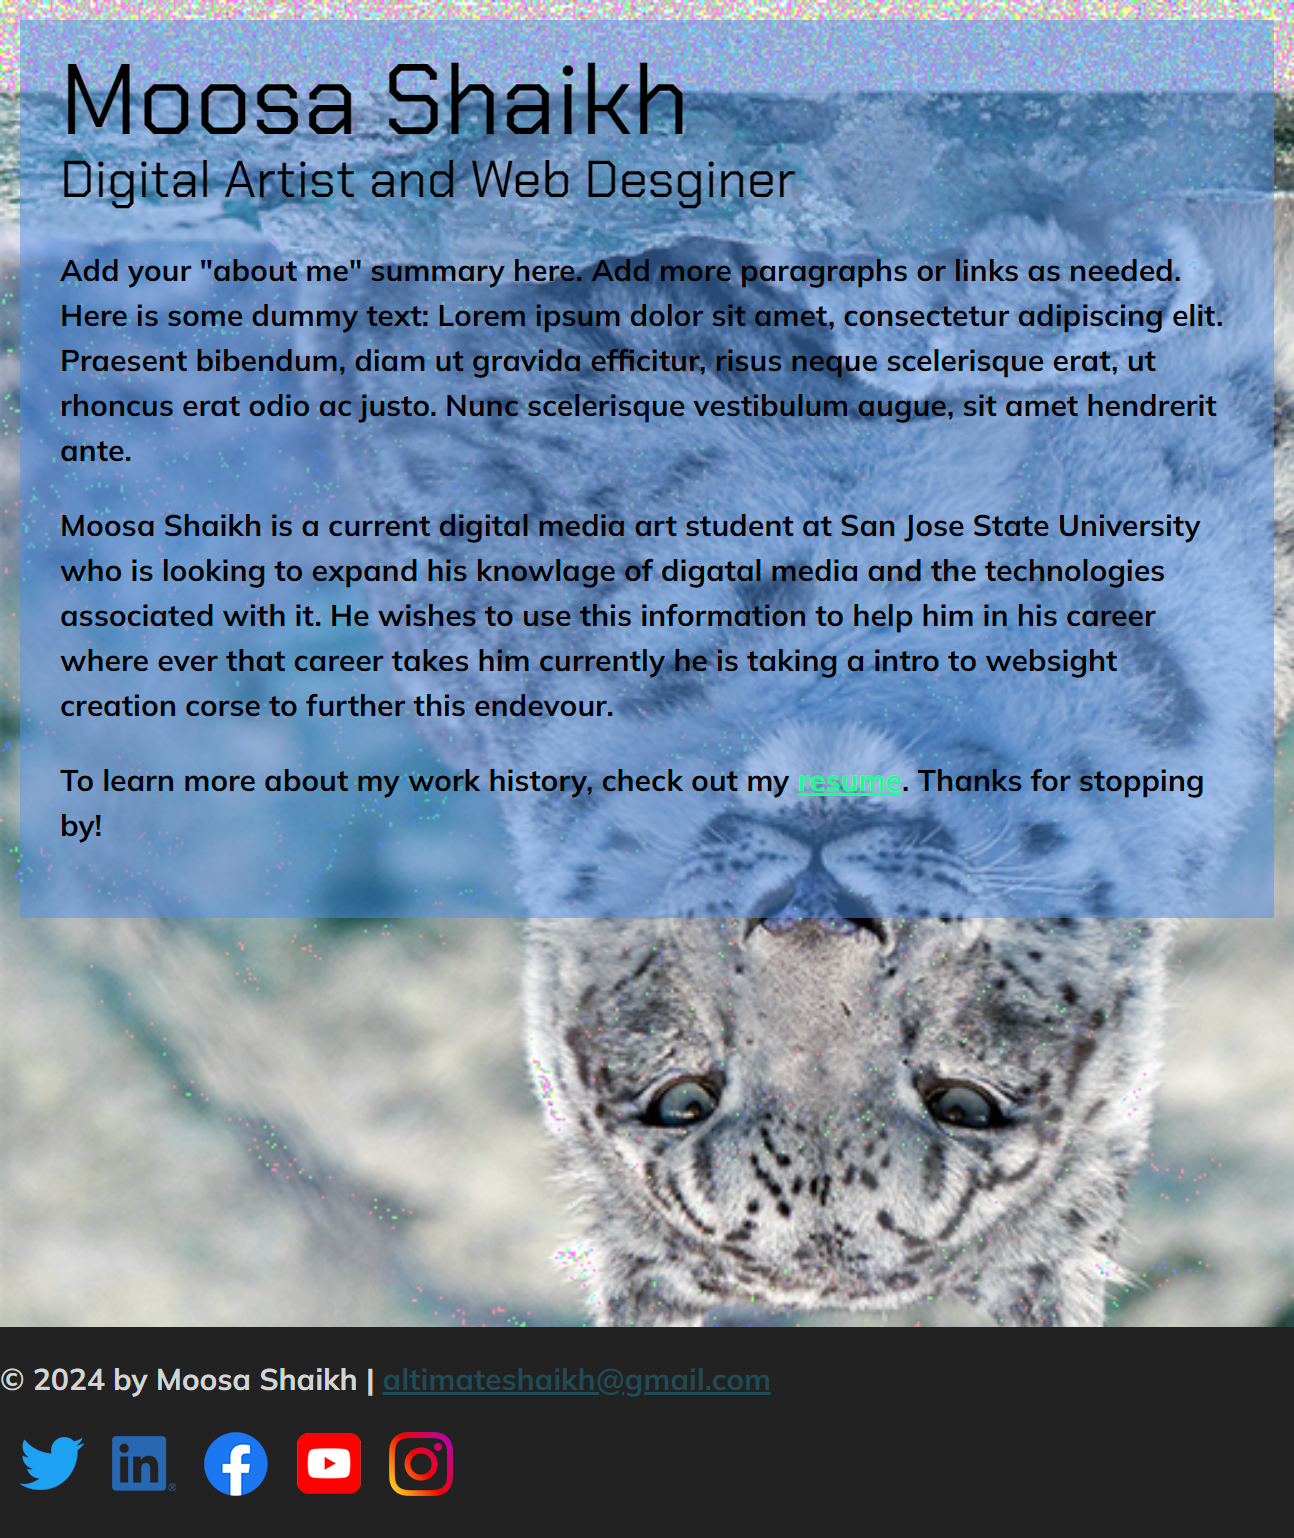 Moosa Shaikh
Digital Artist and Web Desginer
Add your "about me" summary here. Add more paragraphs or links as needed.
Here is some dummy text: Lorem ipsum dolor sit amet, consectetur adipiscing elit.
Praesent bibendum, diam ut gravida efficitur, risus neque scelerisque erat, ut
rhoncus erat odio ac justo. Nunc scelerisque vestibulum augue, sit amet hendrerit
ante.
Moosa Shaikh is a current digital media art student at San Jose State University
who is looking to expand his knowlage of digatal media and the technologies
associated with it. He wishes to use this information to help him in his career
where ever that career takes him currently he is taking a intro to websight
creation corse to further this endevour.
To learn more about my work history, check out my resume. Thanks for stopping
by!
© 2024 by Moosa Shaikh | altimateshaikh@gmail.com
in®